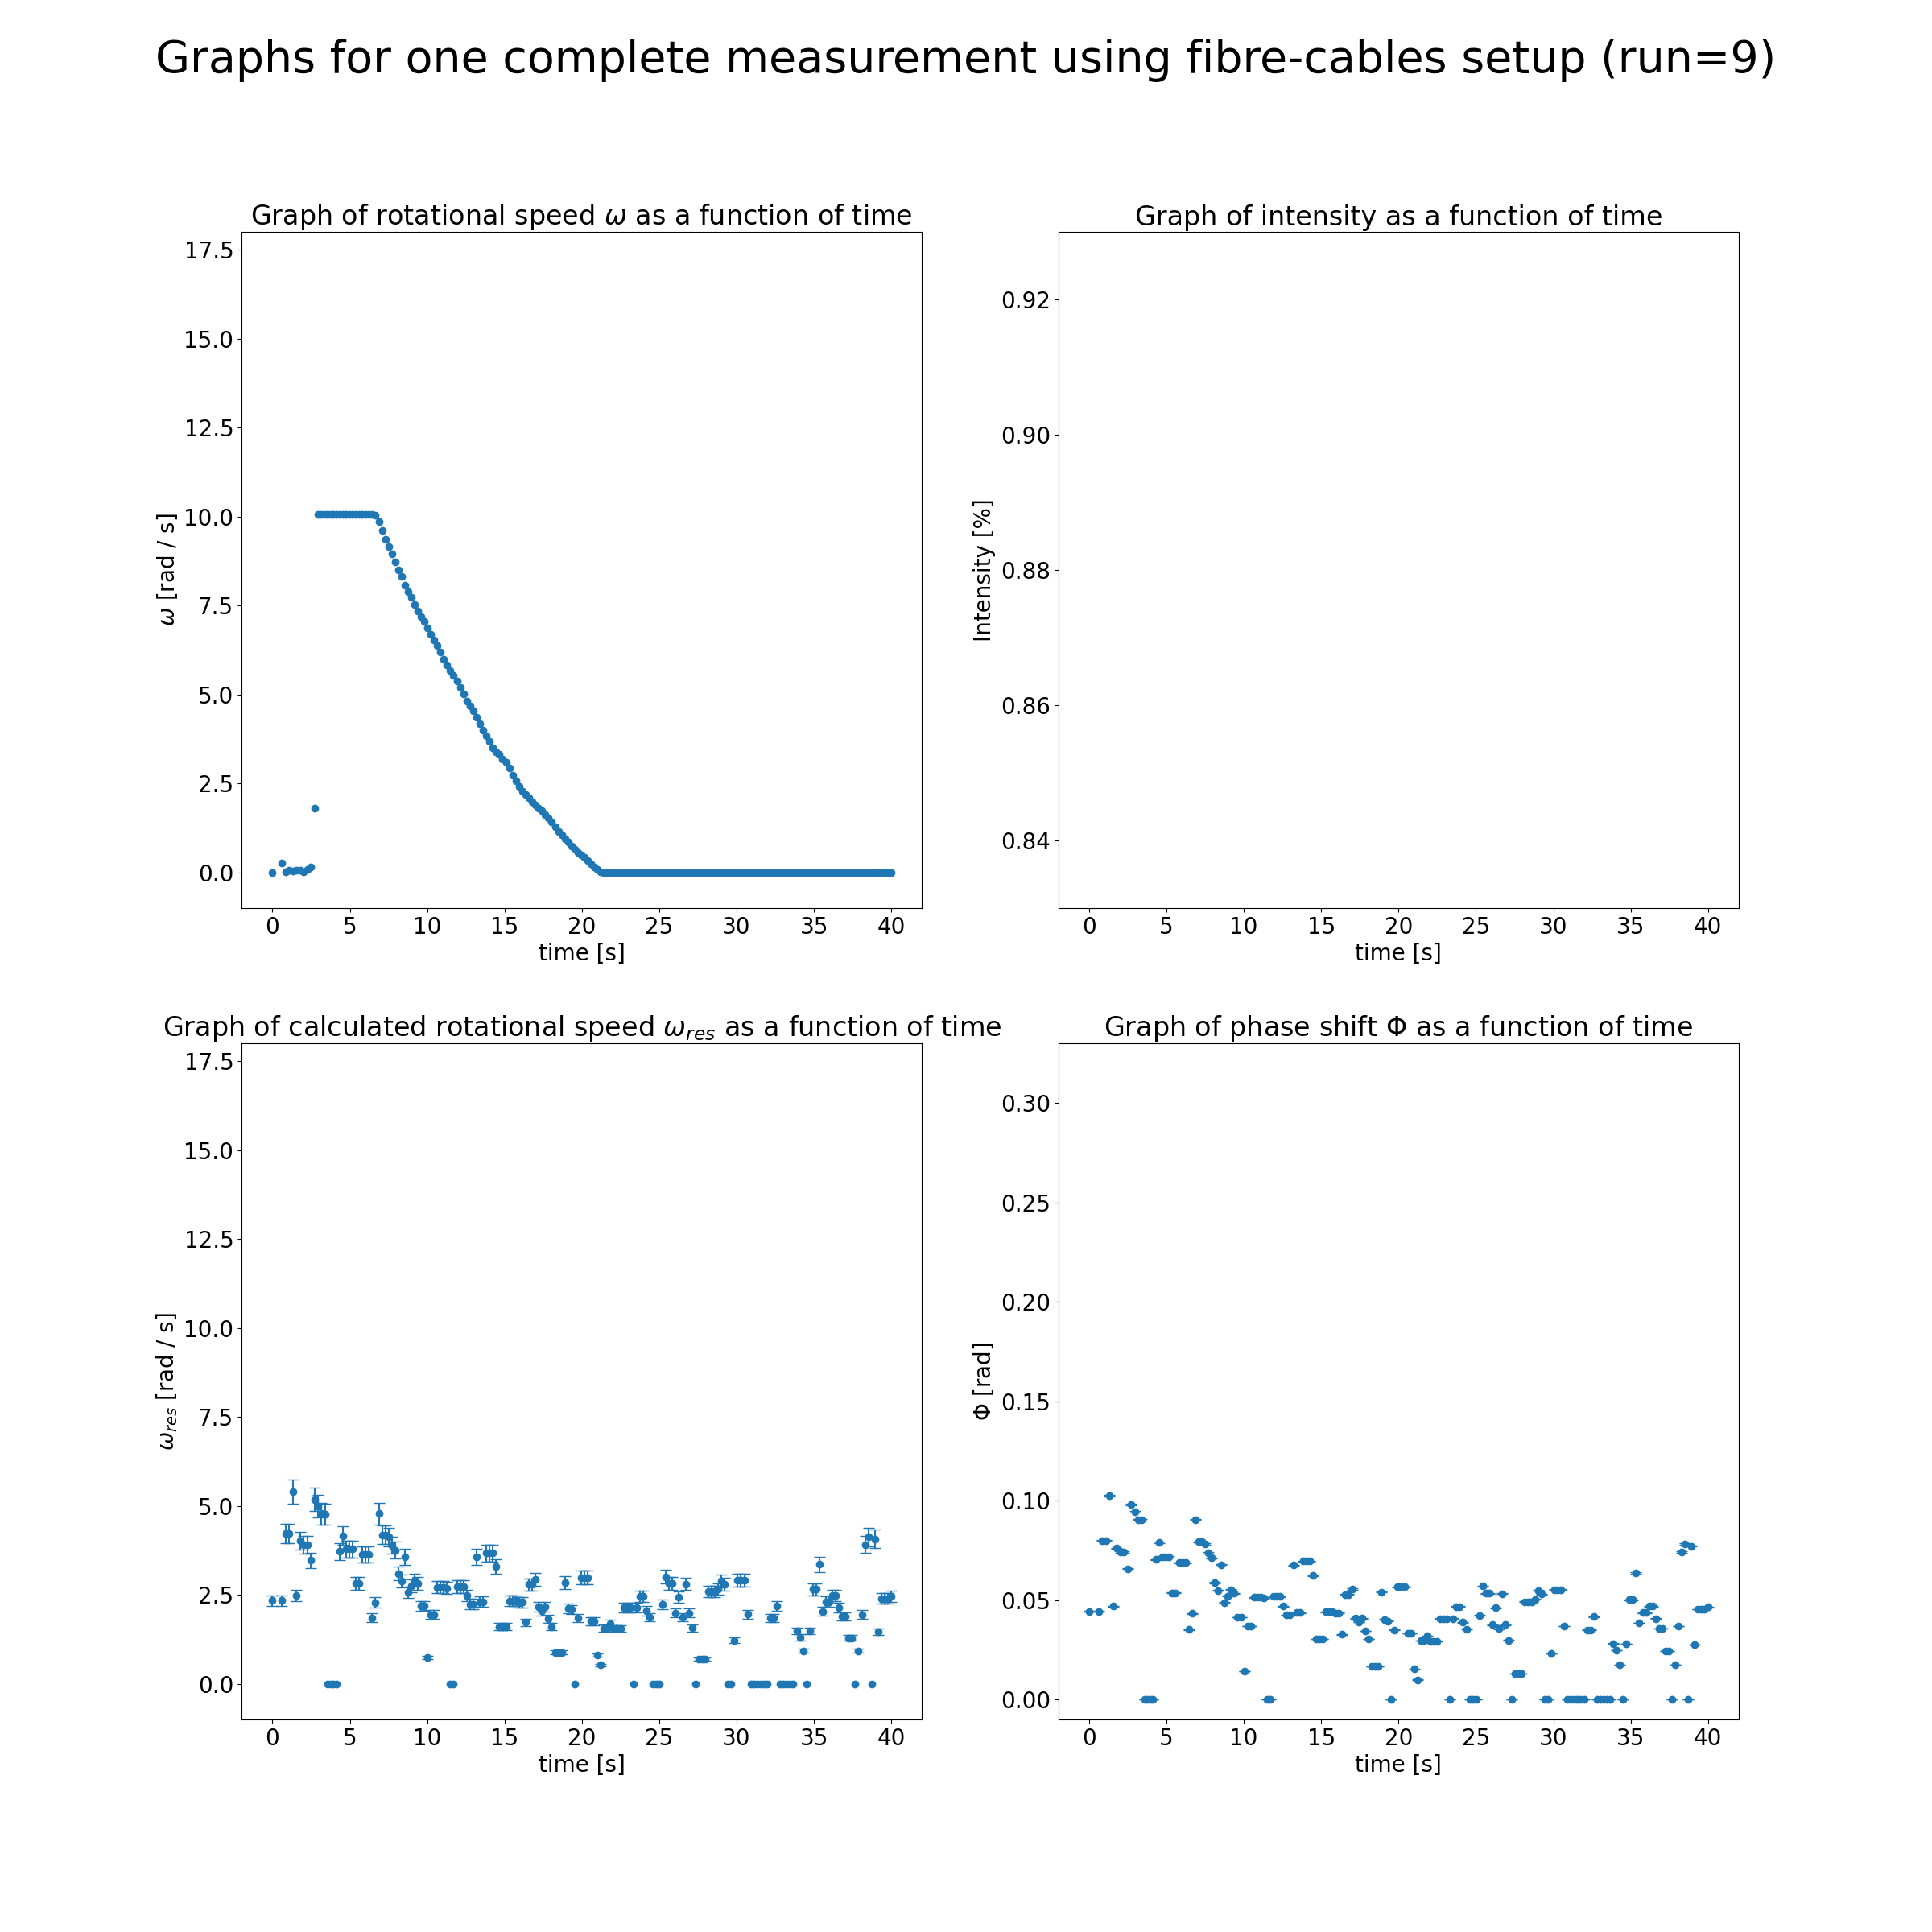 Graphs for one complete measurement using fibre-cables setup (run=9)
Graph of rotational speed ω as a function of time
17.5
15.0
12.5
10.0
7.5
5.0
2.5
0.0
ω [rad / s]
0 5 10 15 20 25 30 35 40
time [s]
Graph of intensity as a function of time
0.92
0.90
0.88
0.86
0.84
Intensity [%]
0 5 10 15 20 25 30 35 40
time [s]
Graph of calculated rotational speed ω_res as a function of time
17.5
15.0
12.5
10.0
7.5
5.0
2.5
0.0
ω_res [rad / s]
0 5 10 15 20 25 30 35 40
time [s]
Graph of phase shift Φ as a function of time
0.30
0.25
0.20
0.15
0.10
0.05
0.00
Φ [rad]
0 5 10 15 20 25 30 35 40
time [s]